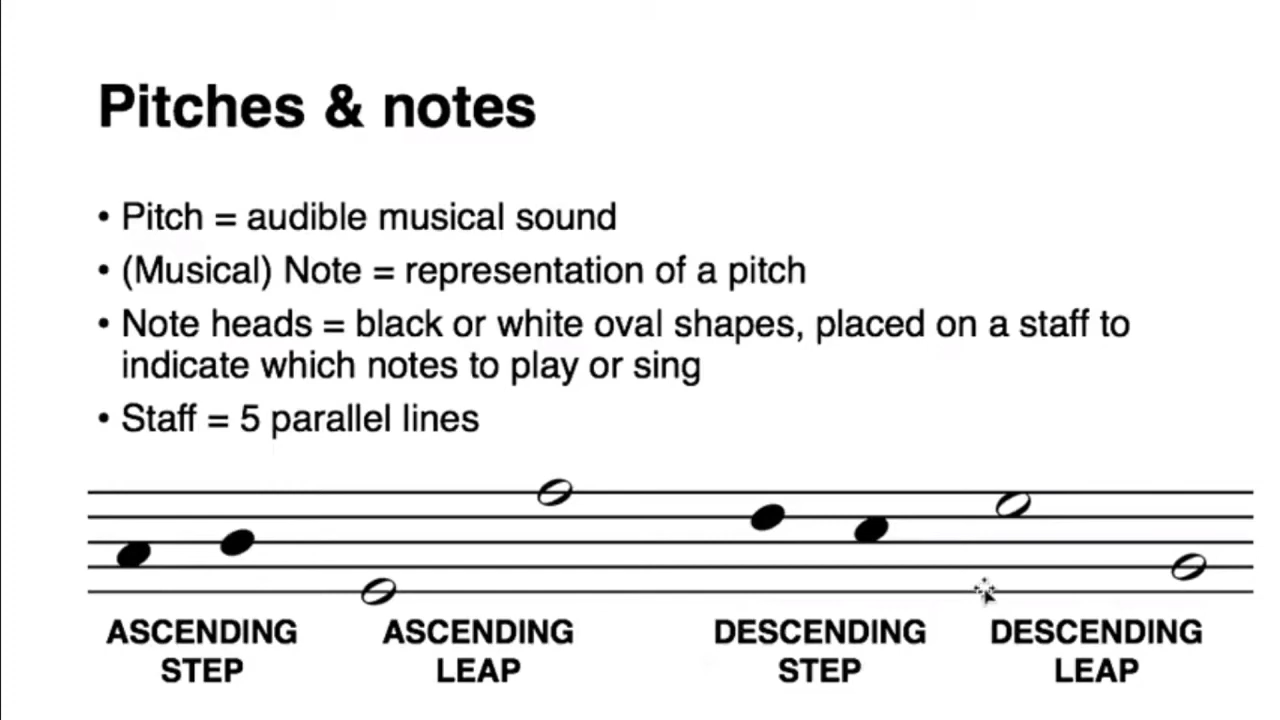 Pitches & notes
• Pitch = audible musical sound
• (Musical) Note = representation of a pitch
• Note heads = black or white oval shapes, placed on a staff to
indicate which notes to play or sing
• Staff = 5 parallel lines
ASCENDING STEP
ASCENDING LEAP
DESCENDING STEP
DESCENDING LEAP